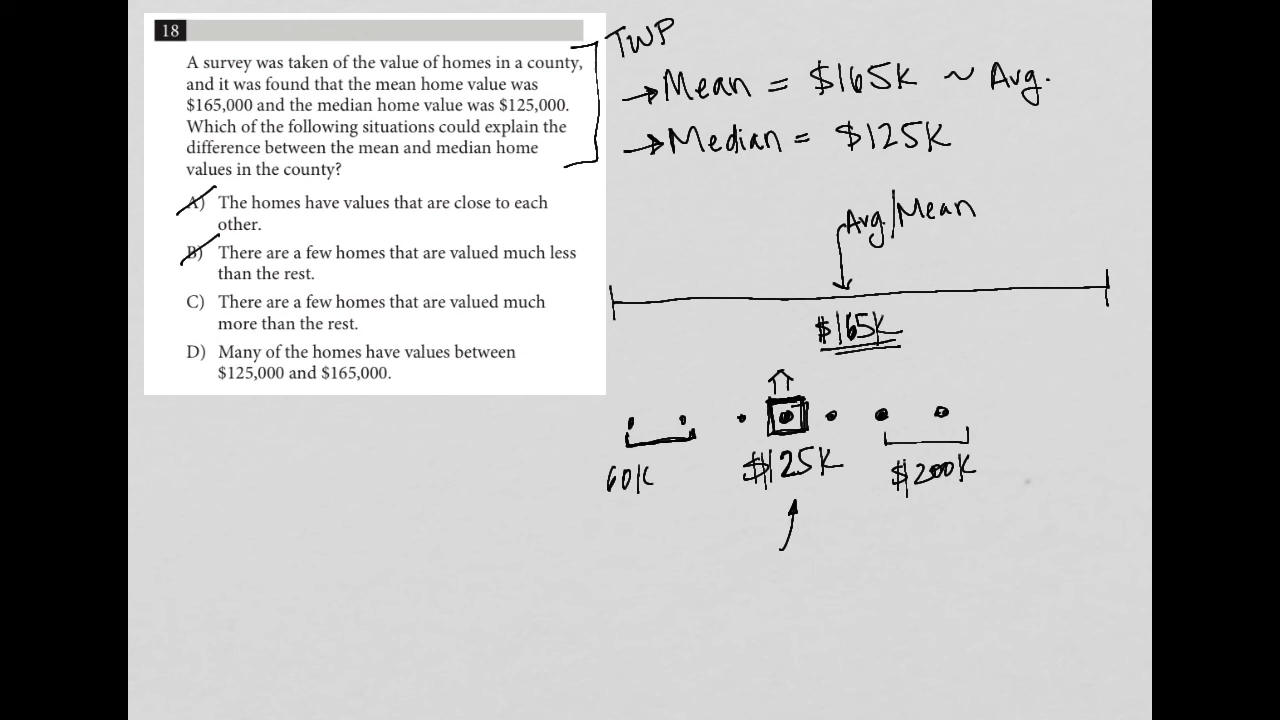 18
A survey was taken of the value of homes in a county,
and it was found that the mean home value was
$165,000 and the median home value was $125,000.
Which of the following situations could explain the
difference between the mean and median home
values in the county?
A) The homes have values that are close to each
other.
B) There are a few homes that are valued much less
than the rest.
C) There are a few homes that are valued much
more than the rest.
D) Many of the homes have values between
$125,000 and $165,000.
TWP
→ Mean = $165K ~ Avg.
→ Median = $125K
Avg/Mean
$165K
60K
$125K
$200K